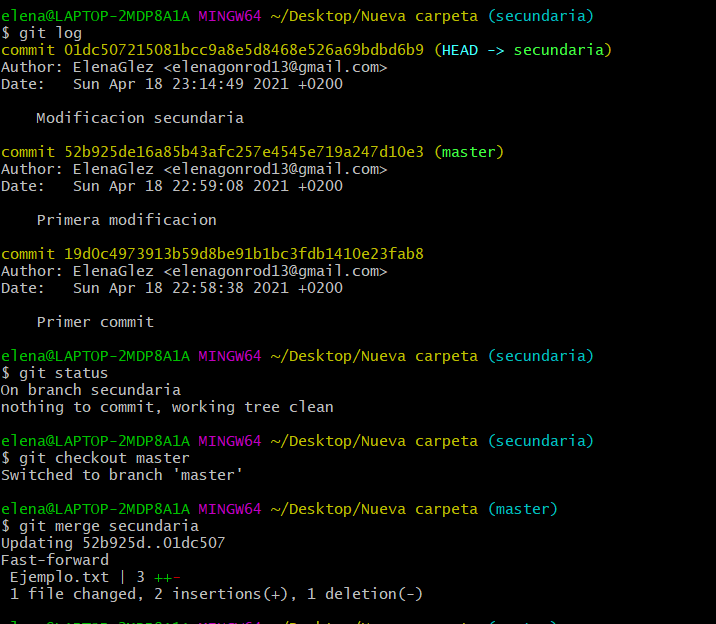 elena@LAPTOP-2MDP8A1A MINGW64 ~/Desktop/Nueva carpeta (secundaria)
$ git log
commit 01dc507215081bcc9a8e5d8468e526a69bdbd6b9 (HEAD -> secundaria)
Author: ElenaGlez <elenagonrod13@gmail.com>
Date:   Sun Apr 18 23:14:49 2021 +0200

    Modificacion secundaria

commit 52b925de16a85b43afc257e4545e719a247d10e3 (master)
Author: ElenaGlez <elenagonrod13@gmail.com>
Date:   Sun Apr 18 22:59:08 2021 +0200

    Primera modificacion

commit 19d0c4973913b59d8be91b1bc3fdb1410e23fab8
Author: ElenaGlez <elenagonrod13@gmail.com>
Date:   Sun Apr 18 22:58:38 2021 +0200

    Primer commit

elena@LAPTOP-2MDP8A1A MINGW64 ~/Desktop/Nueva carpeta (secundaria)
$ git status
On branch secundaria
nothing to commit, working tree clean

elena@LAPTOP-2MDP8A1A MINGW64 ~/Desktop/Nueva carpeta (secundaria)
$ git checkout master
Switched to branch 'master'

elena@LAPTOP-2MDP8A1A MINGW64 ~/Desktop/Nueva carpeta (master)
$ git merge secundaria
Updating 52b925d..01dc507
Fast-forward
 Ejemplo.txt | 3 ++-
 1 file changed, 2 insertions(+), 1 deletion(-)